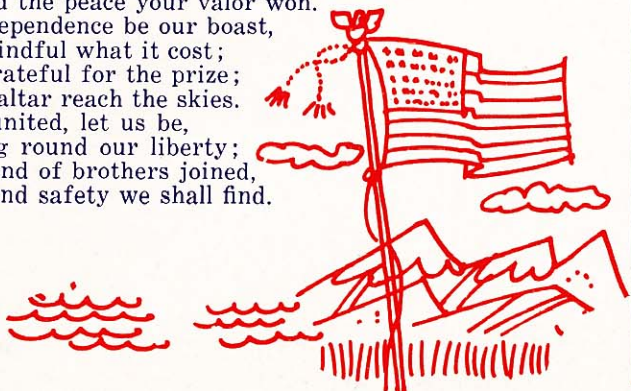 the peace your valor won.
ependence be our boast,
indful what it cost;
rateful for the prize;
altar reach the skies.
united, let us be,
g round our liberty;
nd of brothers joined,
nd safety we shall find.